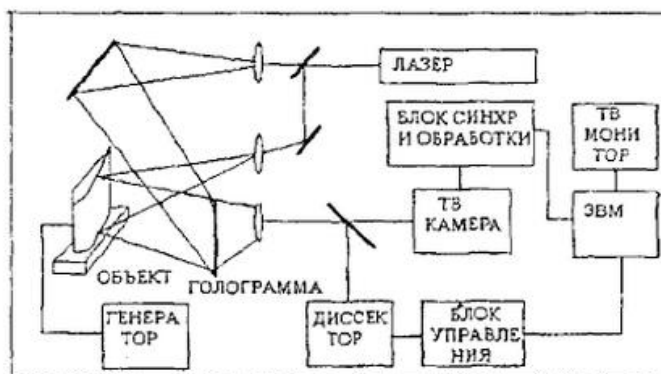 ЛАЗЕР
БЛОК СИНХР
И ОБРАБОТКИ
ТВ
МОНИ
ТОР
ТВ
КАМЕРА
ЭВМ
ОБЪЕКТ
ГОЛОГРАММА
ГЕНЕРА
ТОР
ДИССЕК
ТОР
БЛОК
УПРАВЛЕ
НИЯ